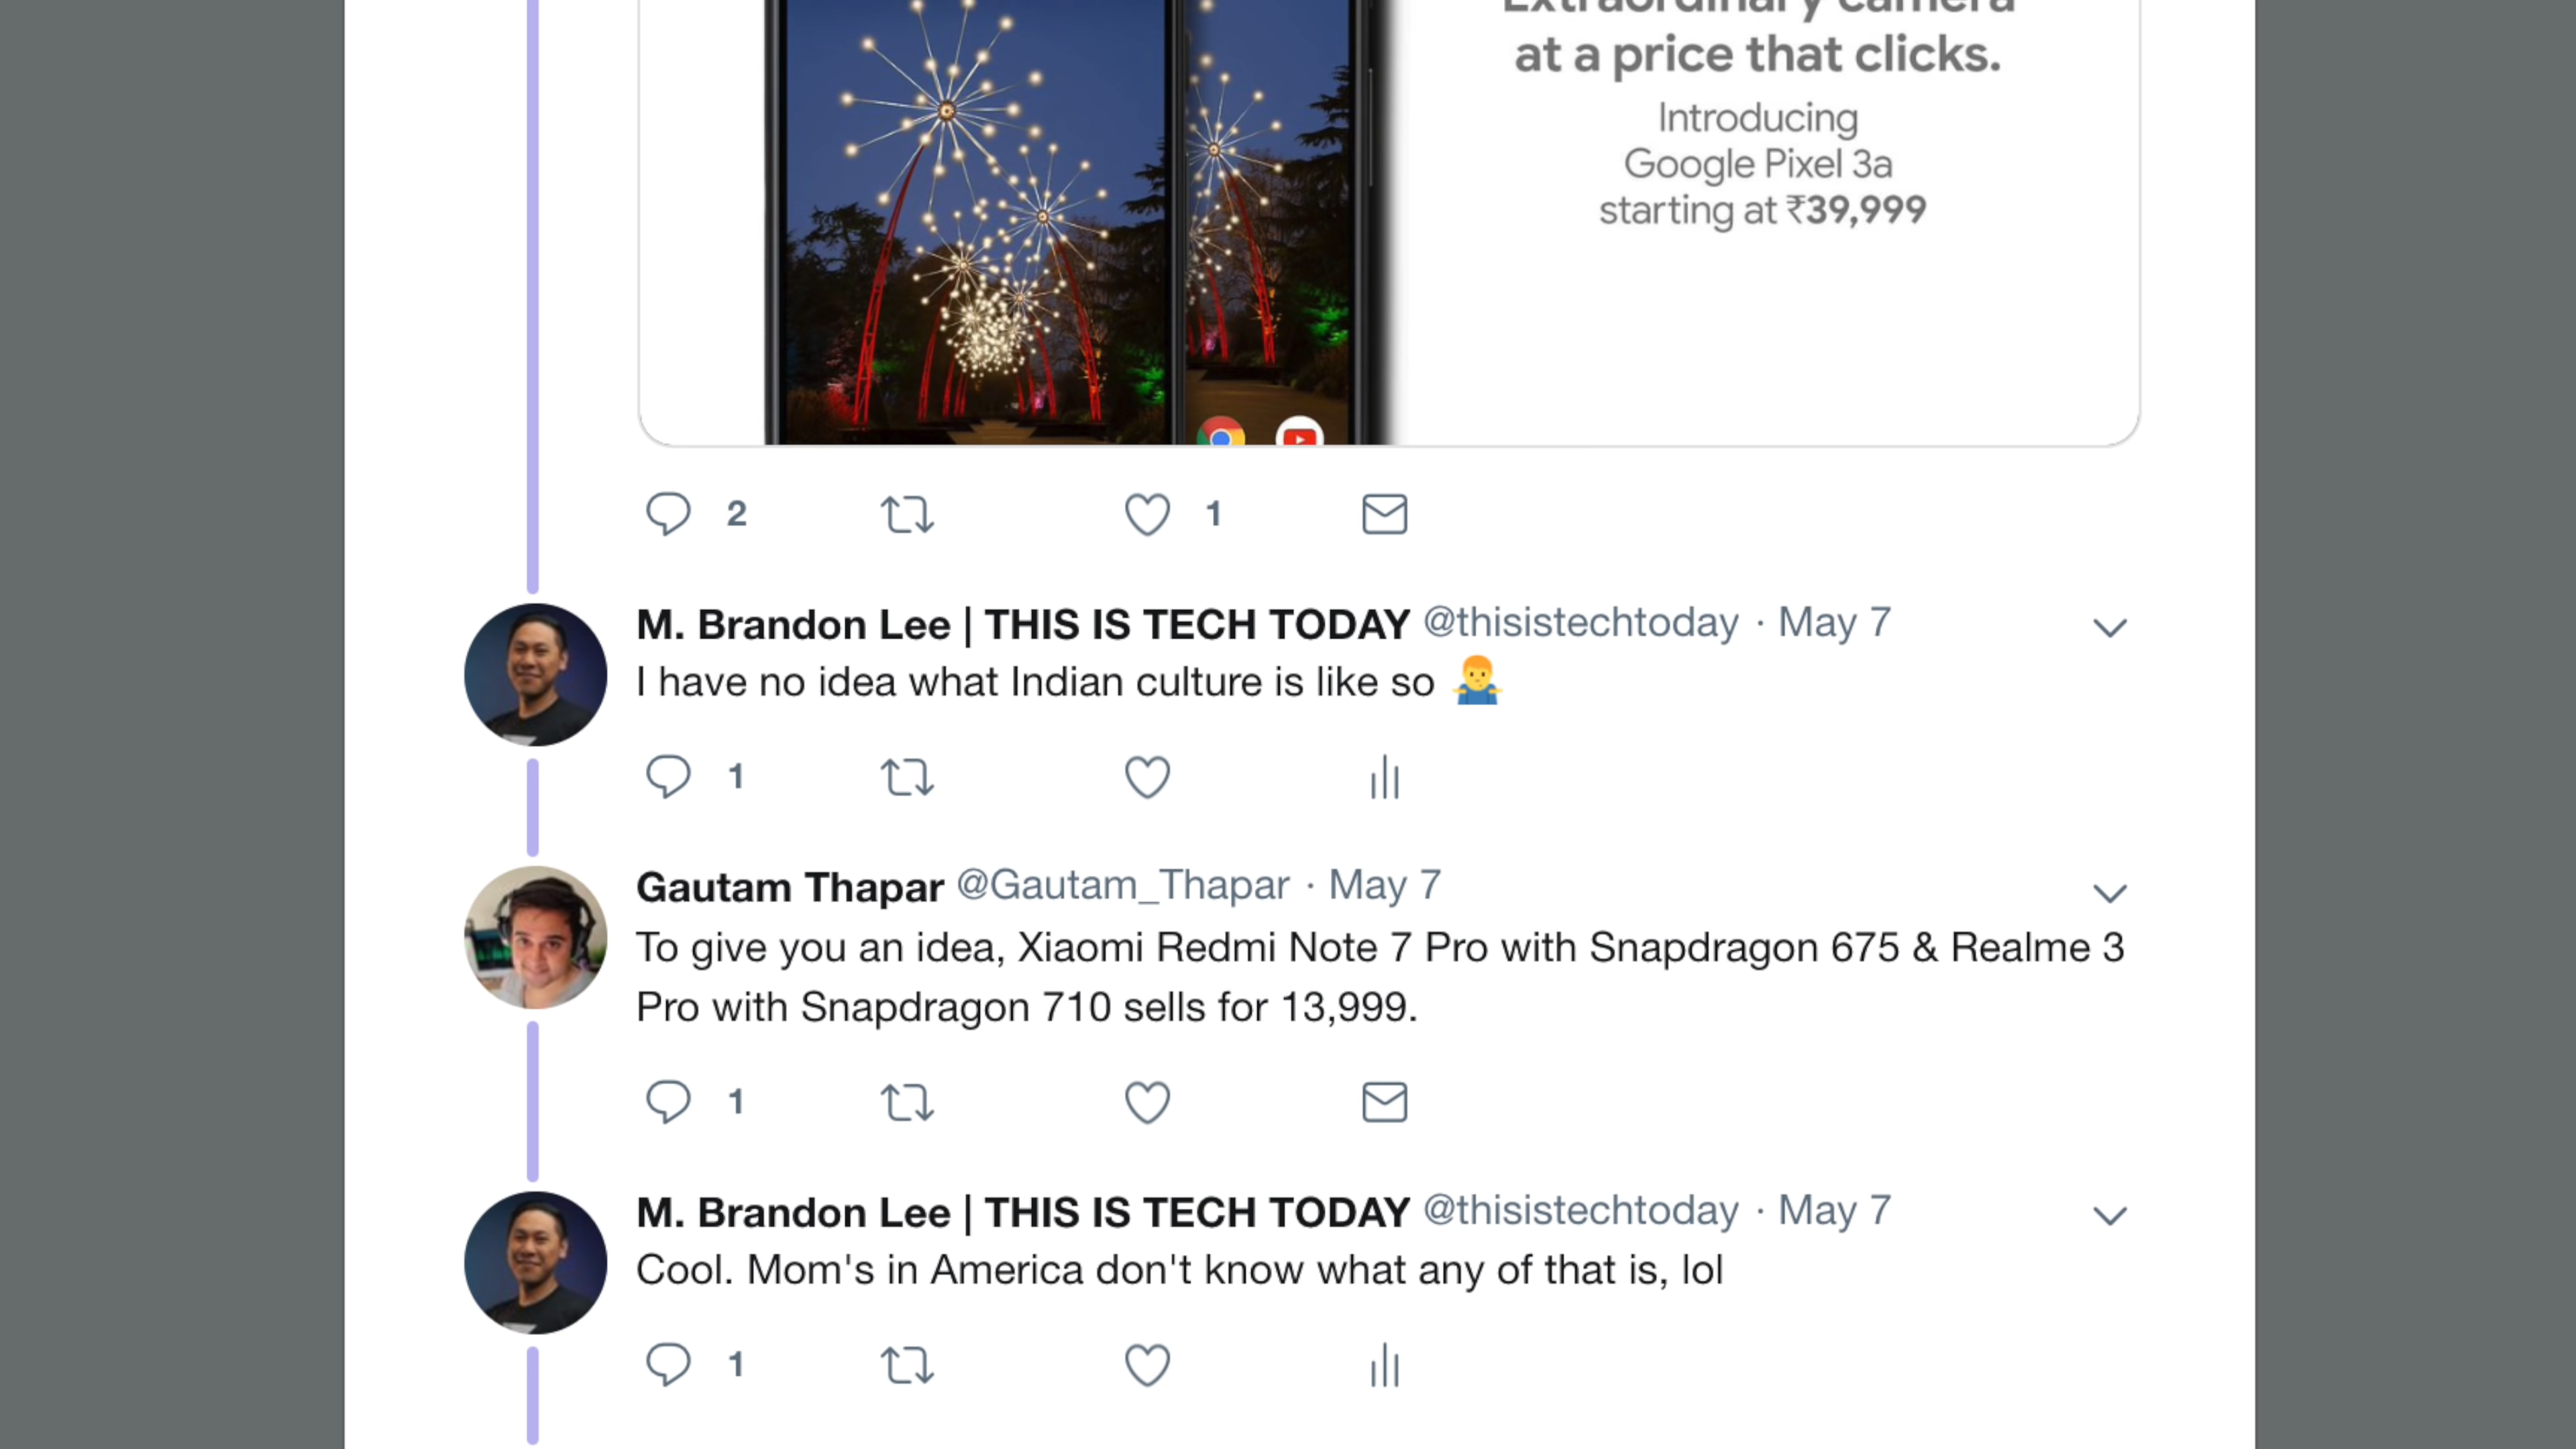 Extraordinary camera
at a price that clicks.
Introducing
Google Pixel 3a
starting at ₹39,999
2 1
M. Brandon Lee | THIS IS TECH TODAY @thisistechtoday · May 7
I have no idea what Indian culture is like so 🤷‍♂️
1
Gautam Thapar @Gautam_Thapar · May 7
To give you an idea, Xiaomi Redmi Note 7 Pro with Snapdragon 675 & Realme 3
Pro with Snapdragon 710 sells for 13,999.
1
M. Brandon Lee | THIS IS TECH TODAY @thisistechtoday · May 7
Cool. Mom's in America don't know what any of that is, lol
1